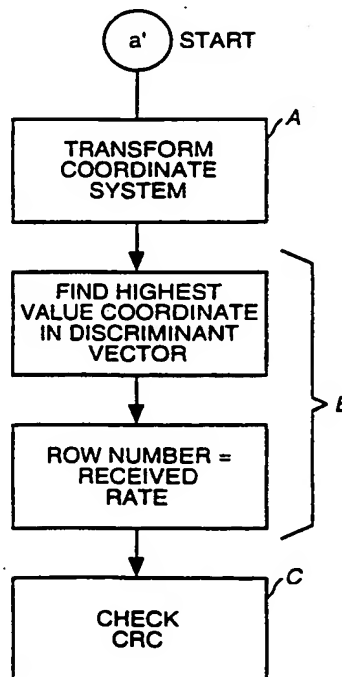 a' START
A
TRANSFORM
COORDINATE
SYSTEM
FIND HIGHEST
VALUE COORDINATE
IN DISCRIMINANT
VECTOR
ROW NUMBER =
RECEIVED
RATE
C
CHECK
CRC